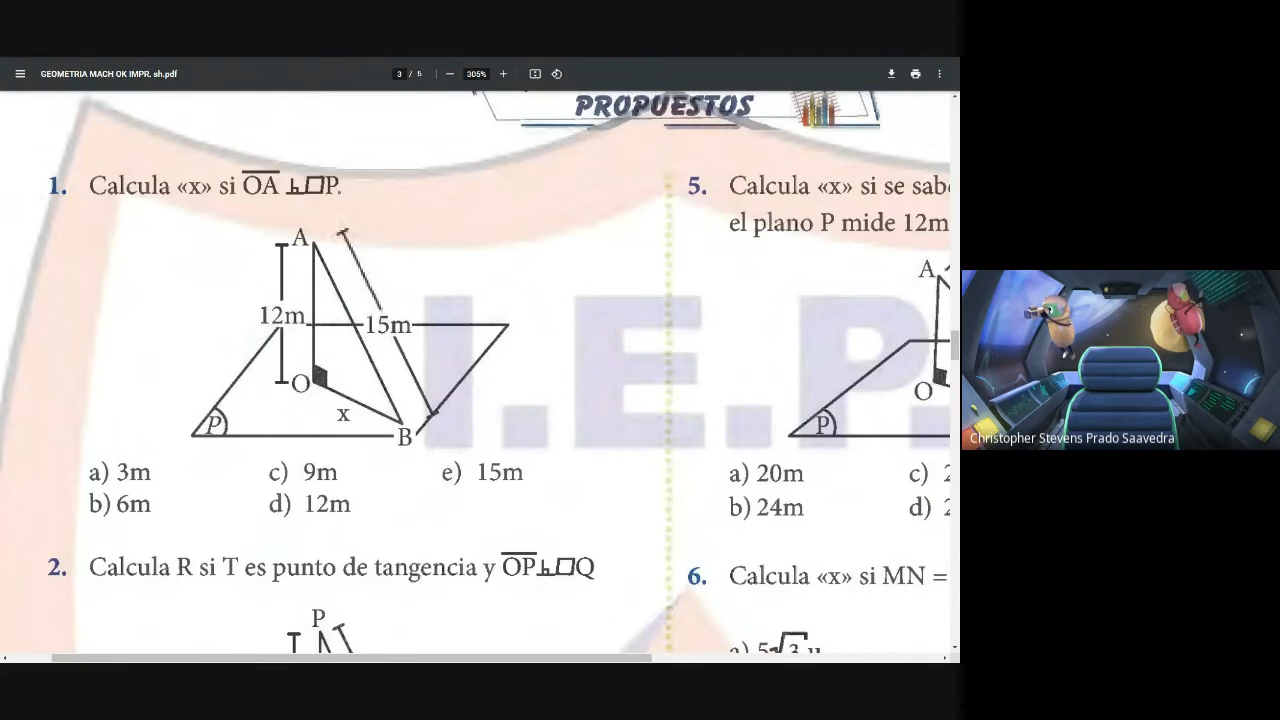 GEOMETRIA MACH OK IMPR, sh.pdf
3 / 5
305%
PROPUESTOS
1. Calcula «x» si OA ⊥ □P.
A
12m
15m
O
x
P
B
a) 3m c) 9m e) 15m
b) 6m d) 12m
2. Calcula R si T es punto de tangencia y OP ⊥ □Q
P
5. Calcula «x» si se sab
el plano P mide 12m
A
O
P
a) 20m c) 2
b) 24m d) 2
6. Calcula «x» si MN =
a) 5√3 u
I.E.P.
Christopher Stevens Prado Saavedra